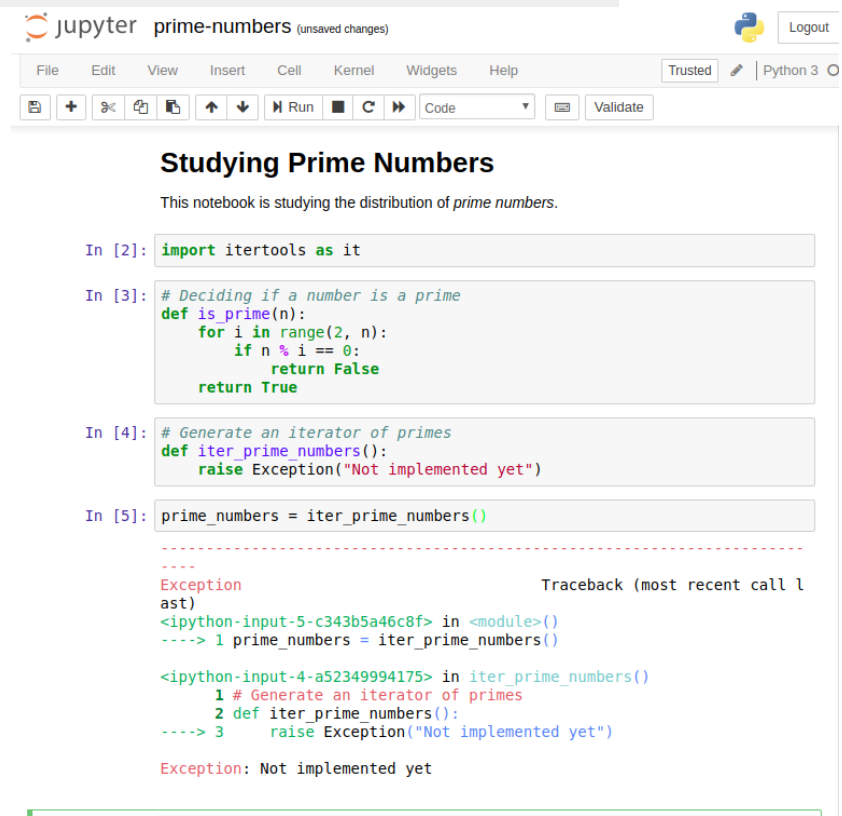 jupyter prime-numbers (unsaved changes) Logout
File Edit View Insert Cell Kernel Widgets Help Trusted Python 3
Run Code Validate
Studying Prime Numbers
This notebook is studying the distribution of prime numbers.
In [2]: import itertools as it
In [3]: # Deciding if a number is a prime
def is_prime(n):
    for i in range(2, n):
        if n % i == 0:
            return False
    return True
In [4]: # Generate an iterator of primes
def iter_prime_numbers():
    raise Exception("Not implemented yet")
In [5]: prime_numbers = iter_prime_numbers()
-----------------------------------------------------------------------
----
Exception                                 Traceback (most recent call l
ast)
<ipython-input-5-c343b5a46c8f> in <module>()
----> 1 prime_numbers = iter_prime_numbers()
<ipython-input-4-a52349994175> in iter_prime_numbers()
      1 # Generate an iterator of primes
      2 def iter_prime_numbers():
----> 3     raise Exception("Not implemented yet")
Exception: Not implemented yet